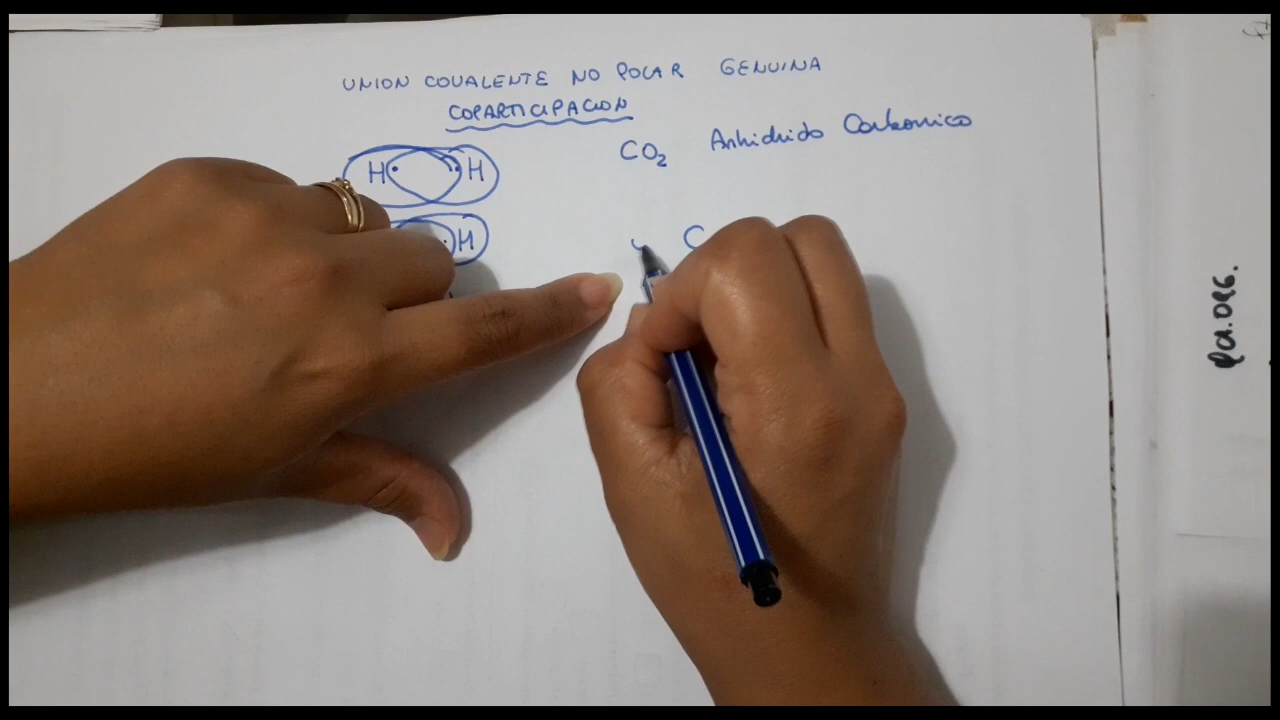 UNION COVALENTE NO POLAR GENUINA
COPARTICIPACION
H H
CO₂ Anhidrido Carbonico
H
C